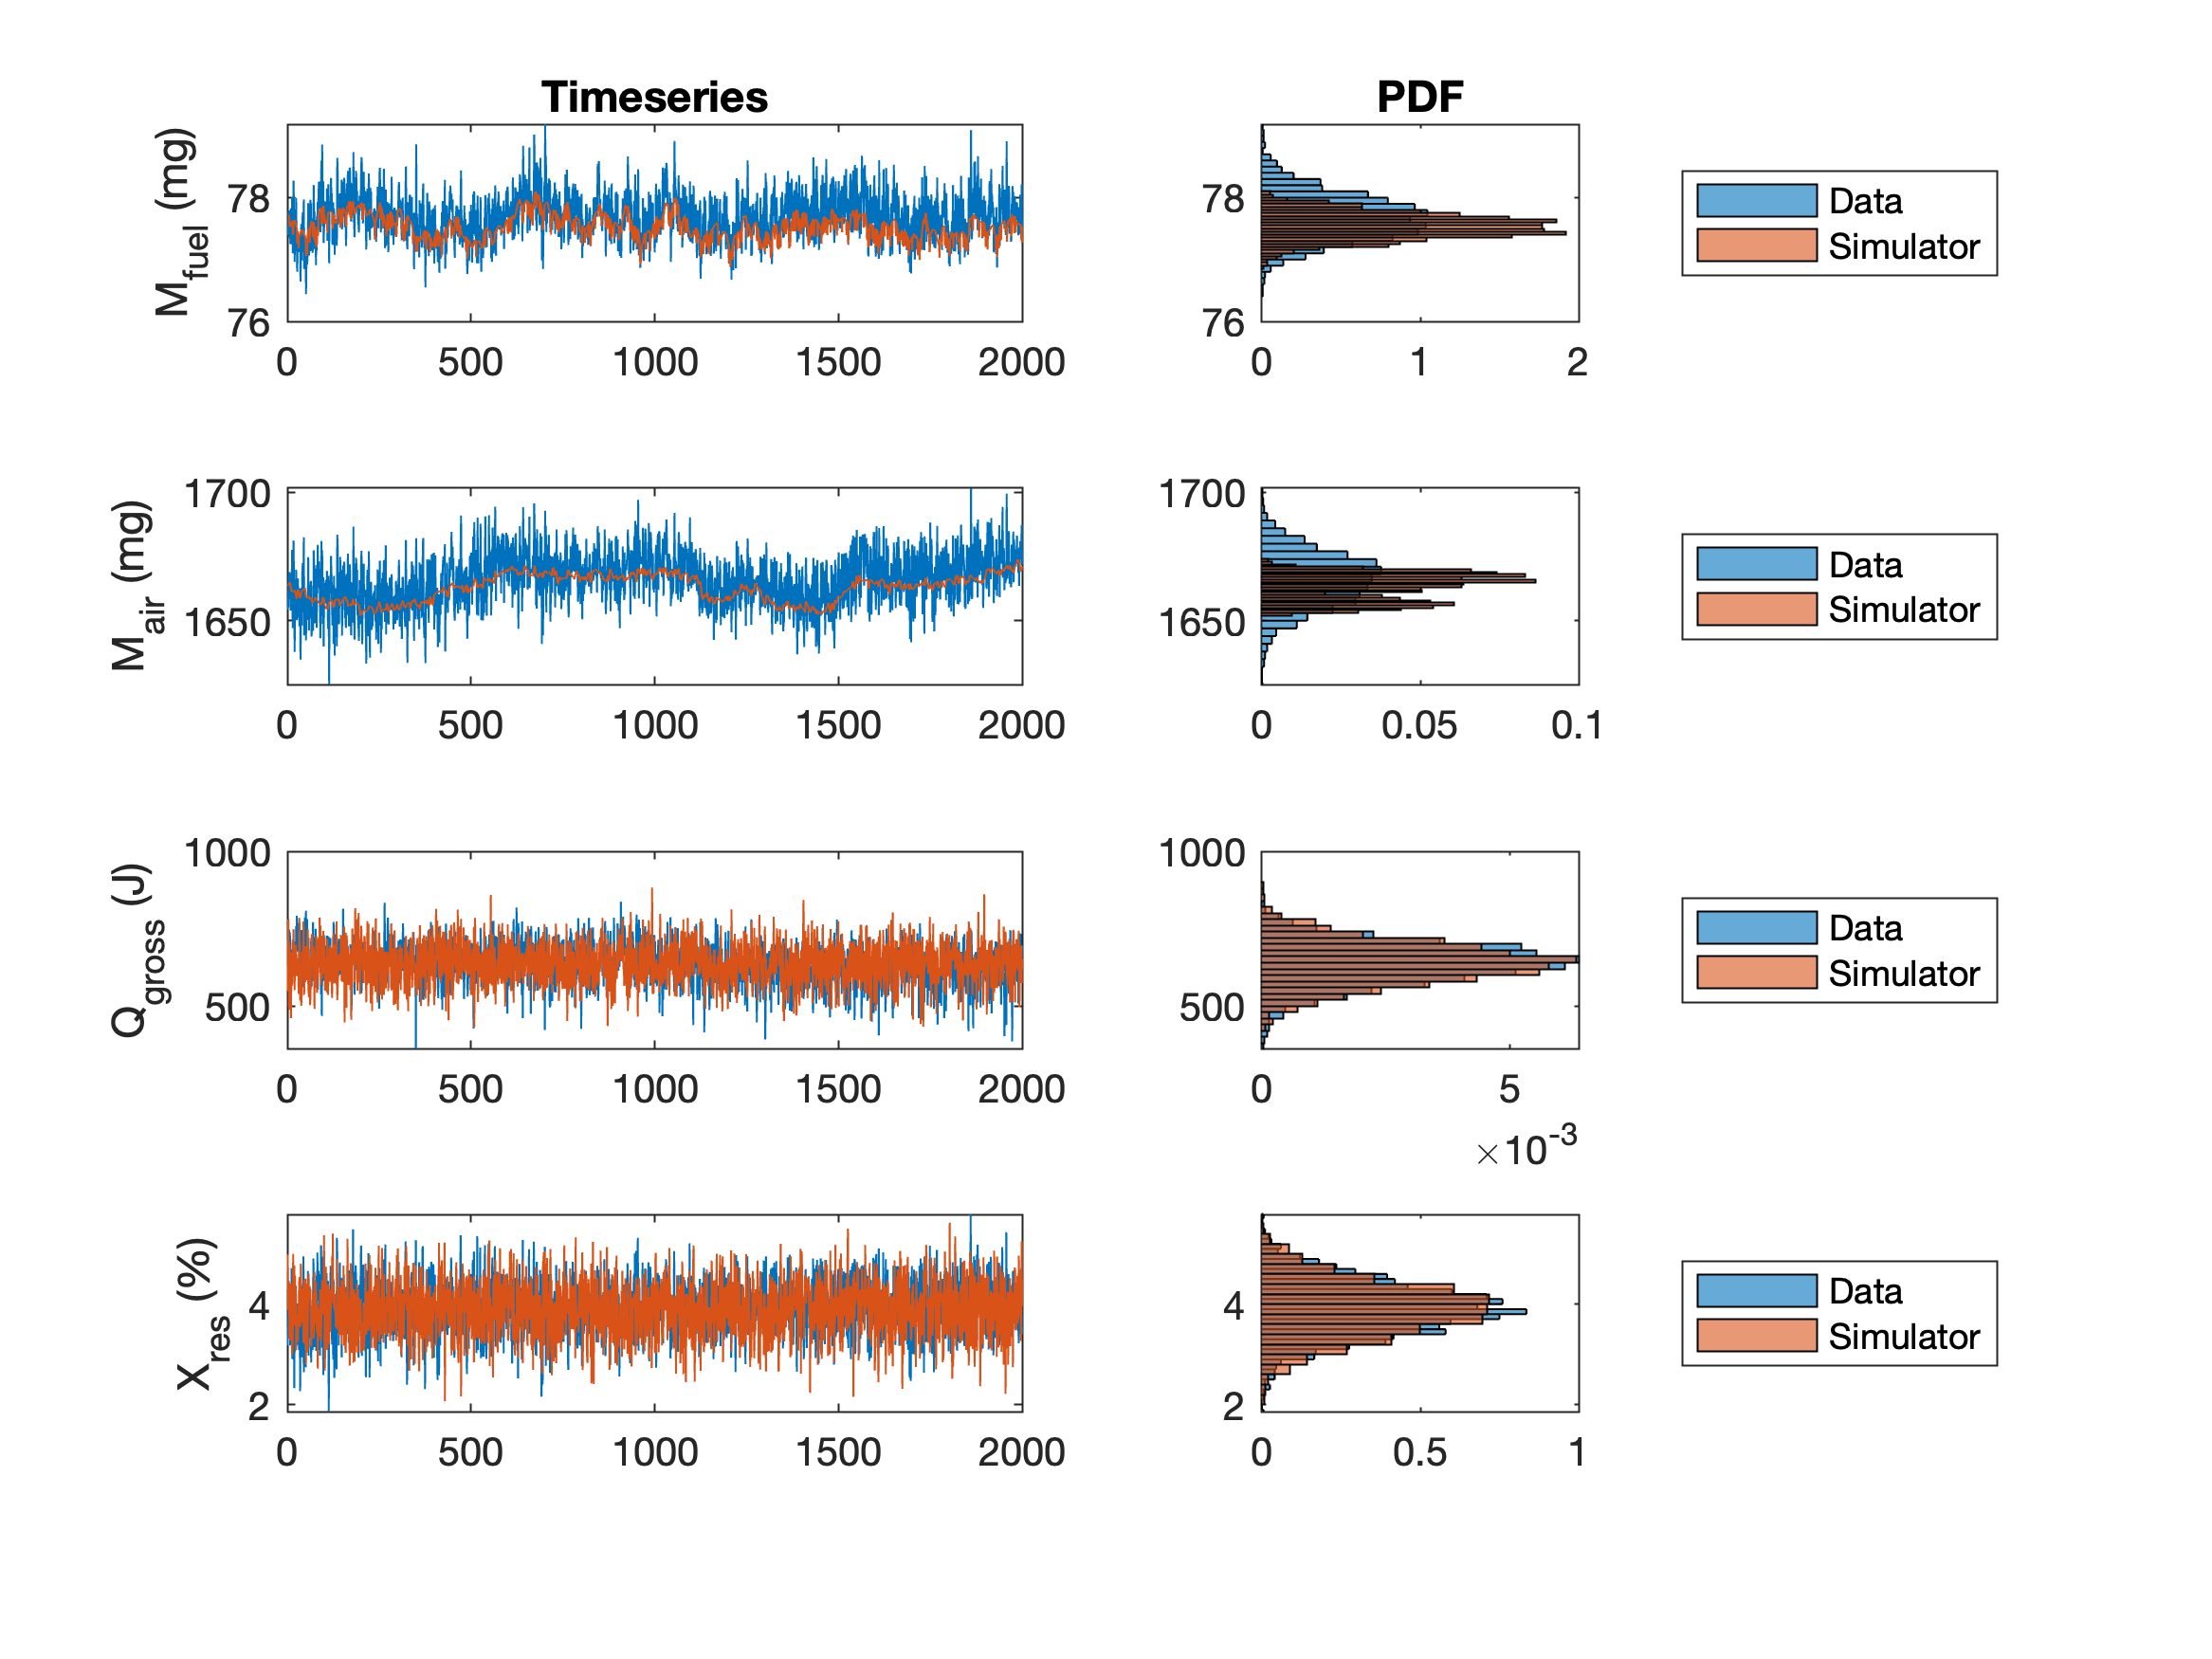 Timeseries
PDF
M_fuel (mg)
78
76
0 500 1000 1500 2000
78
76
0 1 2
Data
Simulator
M_air (mg)
1700
1650
0 500 1000 1500 2000
1700
1650
0 0.05 0.1
Data
Simulator
Q_gross (J)
1000
500
0 500 1000 1500 2000
1000
500
0 5
×10^-3
Data
Simulator
X_res (%)
4
2
0 500 1000 1500 2000
4
2
0 0.5 1
Data
Simulator